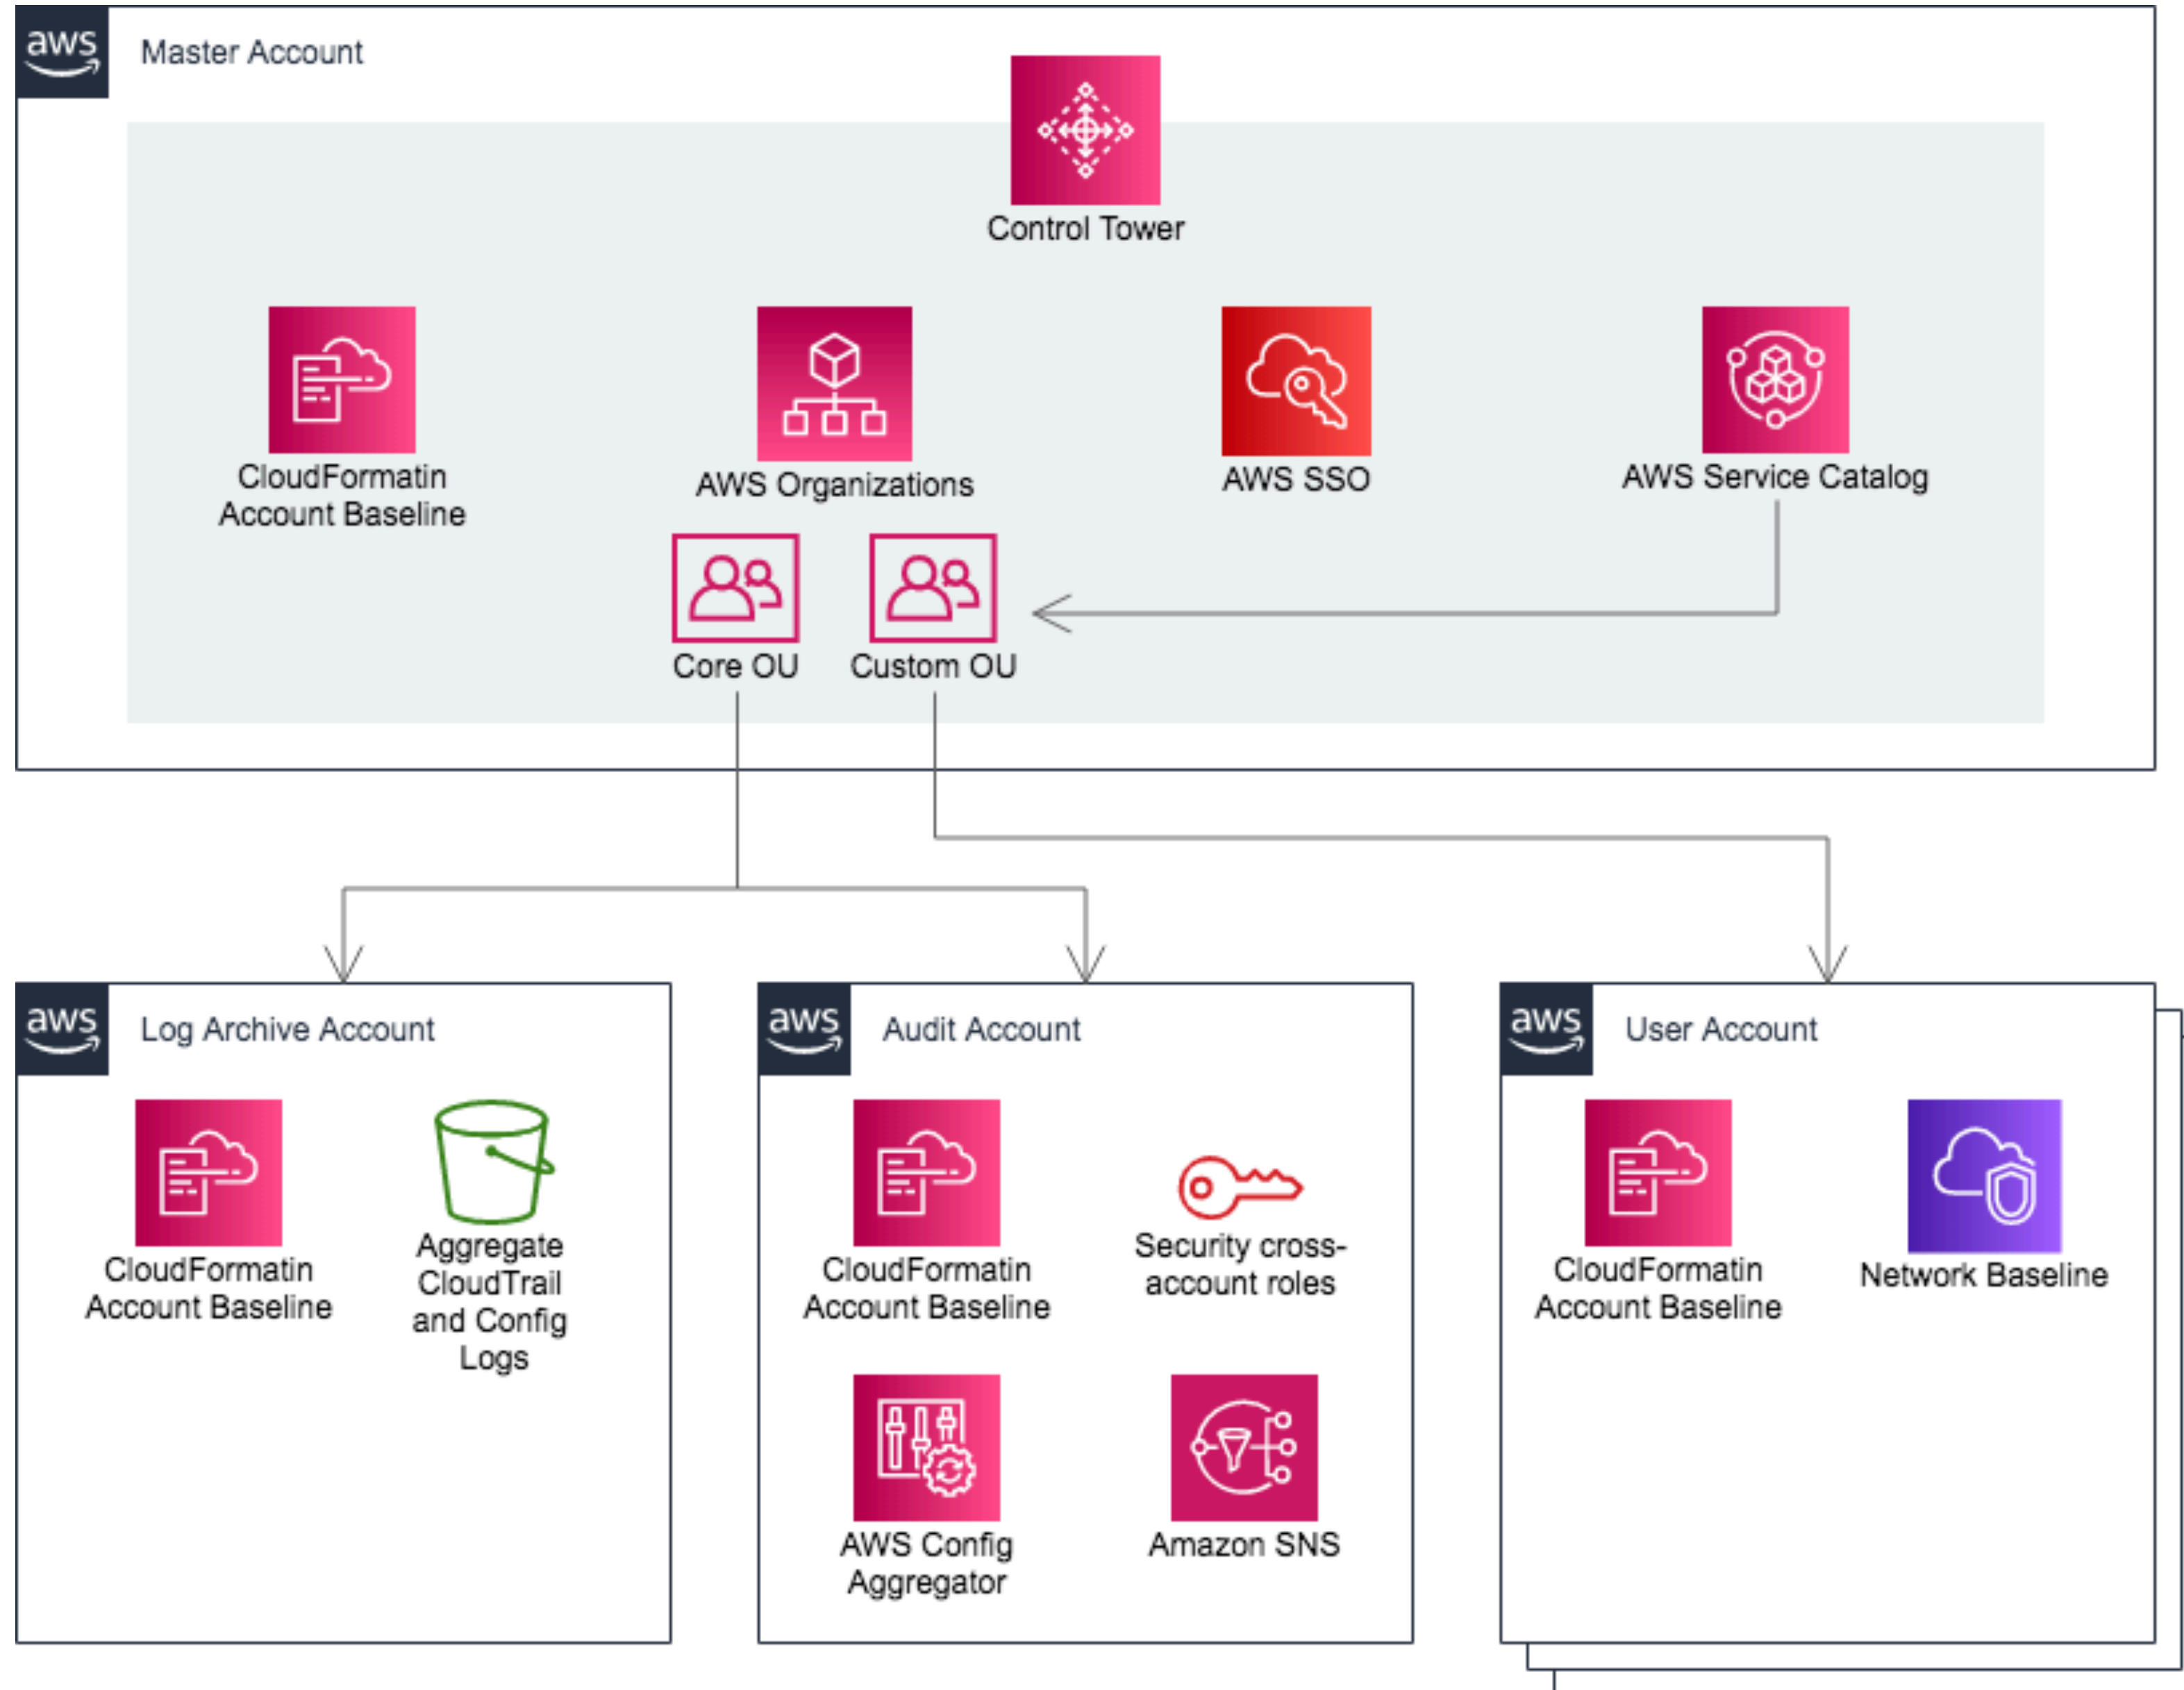 aws
Master Account
Control Tower
CloudFormatin
Account Baseline
AWS Organizations
AWS SSO
AWS Service Catalog
Core OU
Custom OU
aws
Log Archive Account
CloudFormatin
Account Baseline
Aggregate
CloudTrail
and Config
Logs
aws
Audit Account
CloudFormatin
Account Baseline
Security cross-
account roles
AWS Config
Aggregator
Amazon SNS
aws
User Account
CloudFormatin
Account Baseline
Network Baseline